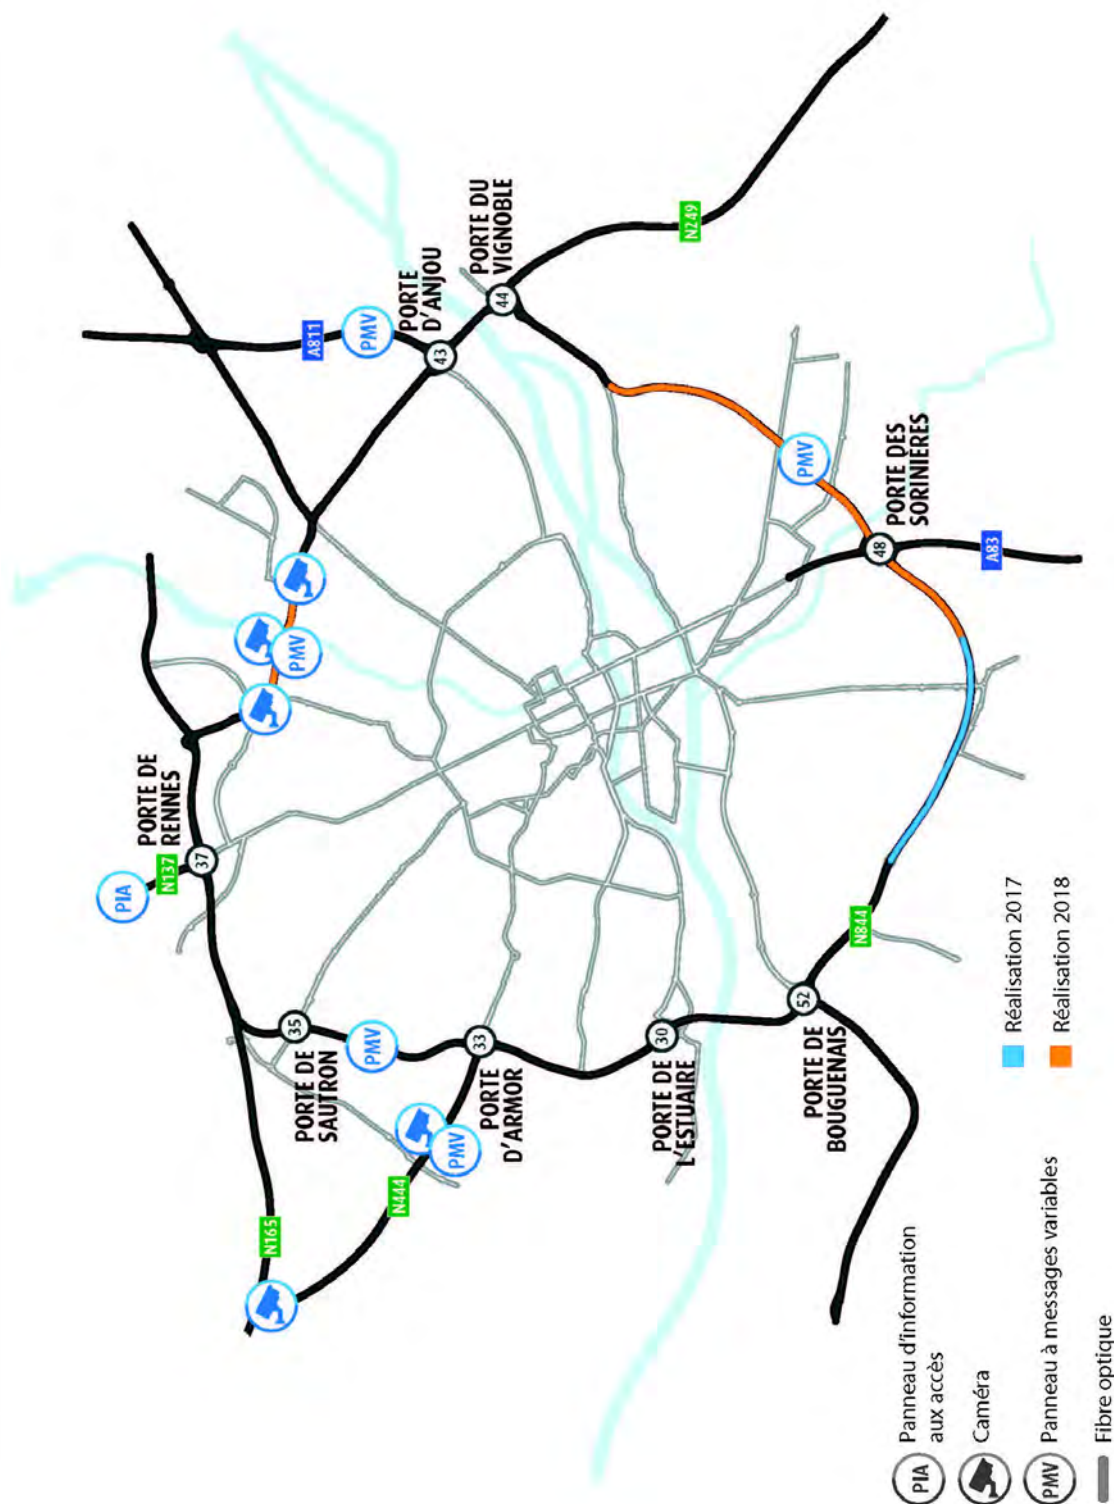 PIA
N137
37
PORTE DE
RENNES
PMV
A811
PMV
43
PORTE
D'ANJOU
44
PORTE DU
VIGNOBLE
N249
N165
35
PORTE DE
SAUTRON
PMV
33
PORTE
D'ARMOR
PMV
N444
30
PORTE DE
L'ESTUAIRE
52
PORTE DE
BOUGUENAIS
N844
PMV
48
PORTE DES
SORINIERES
A83
PIA
Panneau d'information
aux accès
Caméra
PMV
Panneau à messages variables
Fibre optique
Réalisation 2017
Réalisation 2018